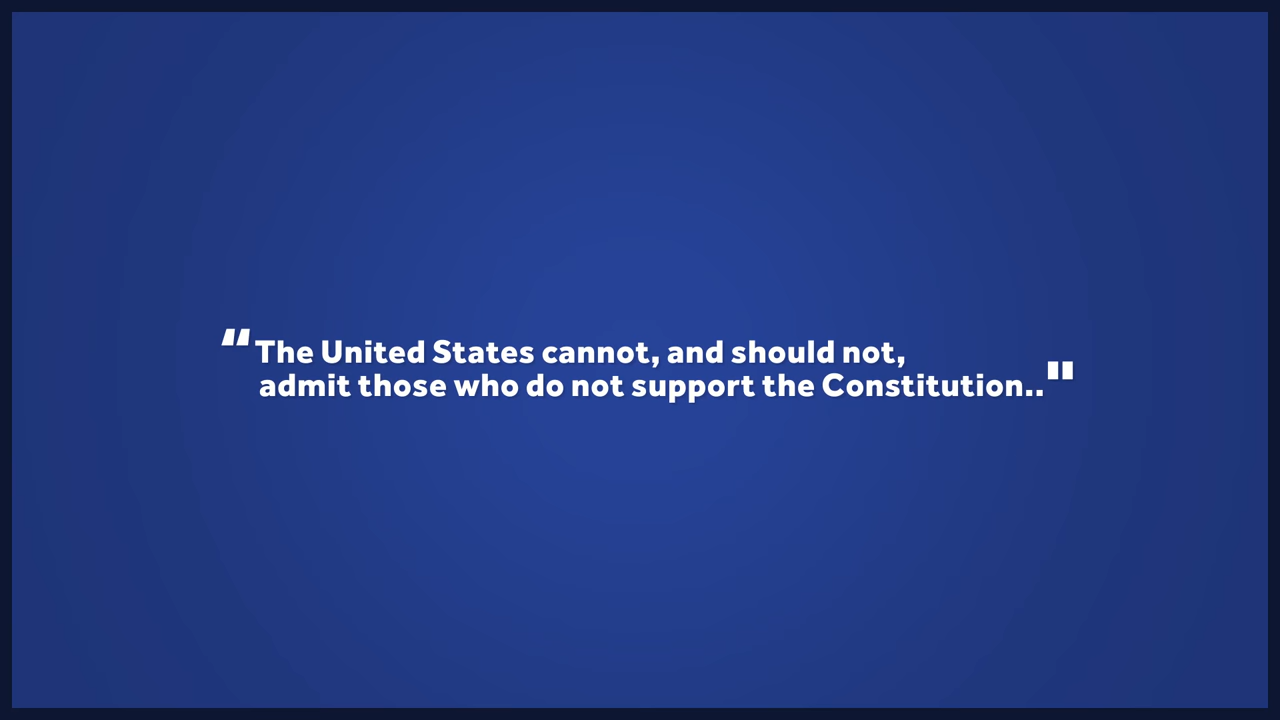 “The United States cannot, and should not,
admit those who do not support the Constitution.."